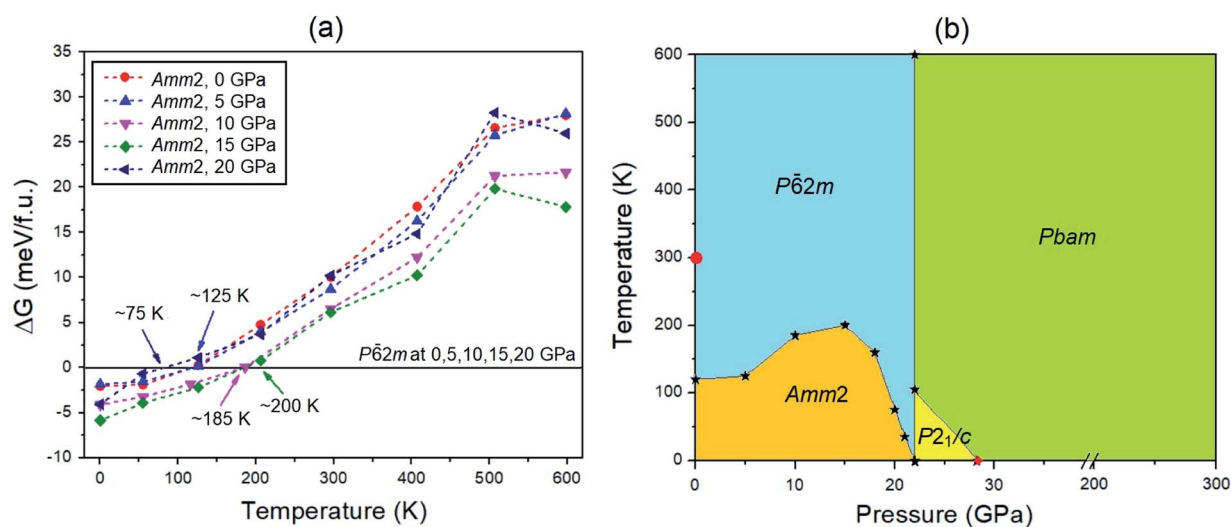 (a)
35
30
25
20
15
10
5
0
-5
-10
ΔG (meV/f.u.)
Amm2, 0 GPa
Amm2, 5 GPa
Amm2, 10 GPa
Amm2, 15 GPa
Amm2, 20 GPa
~75 K
~125 K
~185 K
~200 K
P6̄2m at 0,5,10,15,20 GPa
0 100 200 300 400 500 600
Temperature (K)
(b)
600
500
400
300
200
100
0
Temperature (K)
P6̄2m
Pbam
Amm2
P2₁/c
0 10 20 30 200 300
Pressure (GPa)